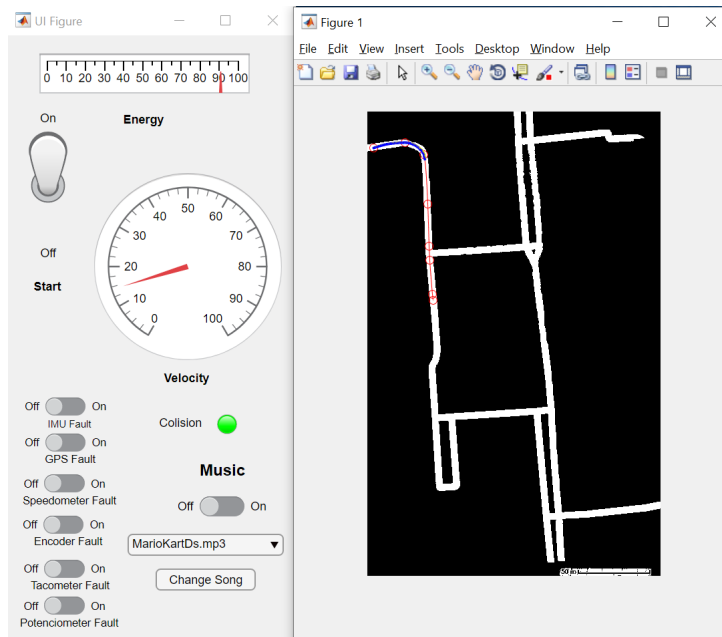 UI Figure
0 10 20 30 40 50 60 70 80 90 100
On
Energy
Off
Start
0 10 20 30 40 50 60 70 80 90 100
Velocity
Off On
IMU Fault
Off On
GPS Fault
Off On
Speedometer Fault
Off On
Encoder Fault
Off On
Tacometer Fault
Off On
Potenciometer Fault
Colision
Music
Off On
MarioKartDs.mp3
Change Song
Figure 1
File Edit View Insert Tools Desktop Window Help
50 m